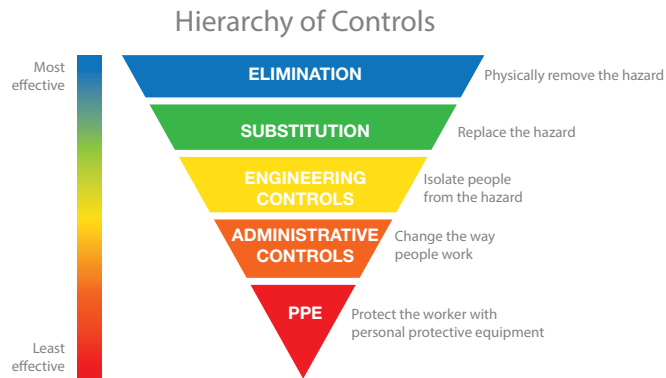 Hierarchy of Controls
Most
effective
ELIMINATION
Physically remove the hazard
SUBSTITUTION
Replace the hazard
ENGINEERING
CONTROLS
Isolate people
from the hazard
ADMINISTRATIVE
CONTROLS
Change the way
people work
PPE
Protect the worker with
personal protective equipment
Least
effective